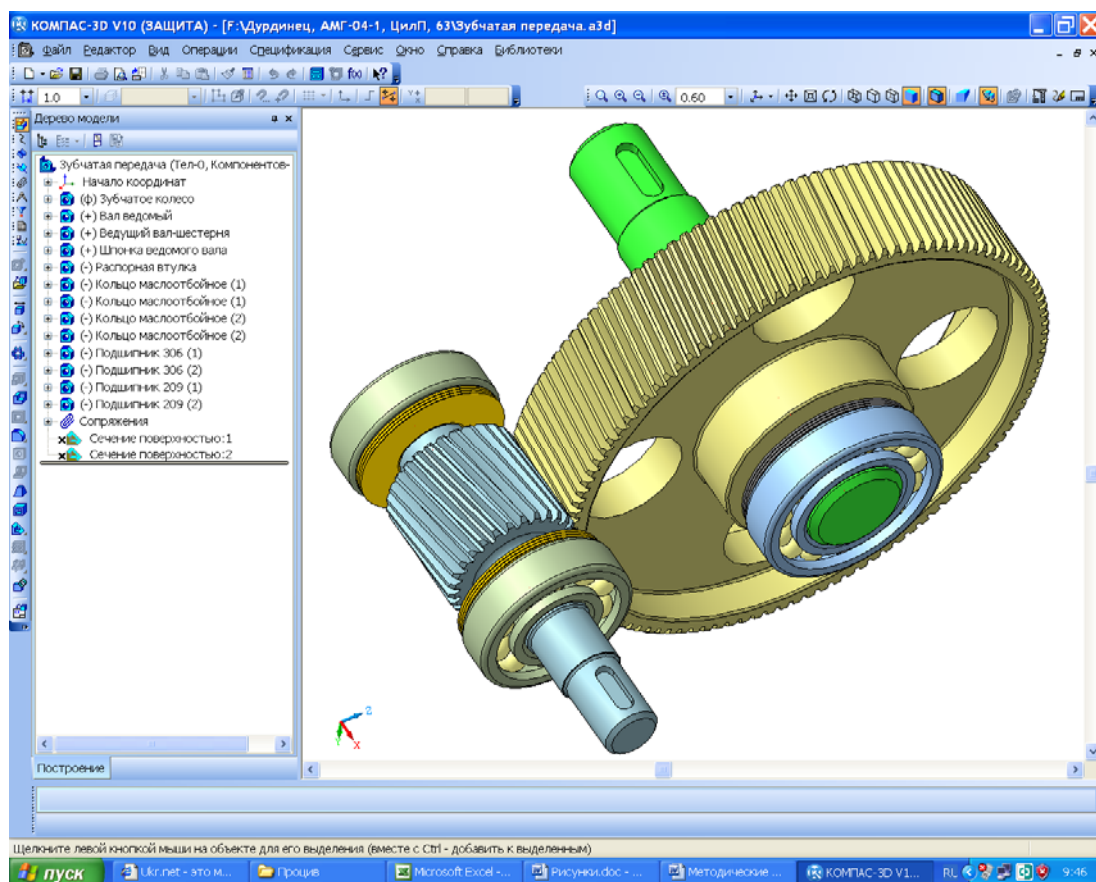 КОМПАС-3D V10 (ЗАЩИТА) - [F:\Дурдинец, АМГ-04-1, ЦилП, 63\Зубчатая передача.a3d]
Файл Редактор Вид Операции Спецификация Сервис Окно Справка Библиотеки
f(x)
1.0 0.60
Дерево модели
Зубчатая передача (Тел-0, Компонентов-
Начало координат
(ф) Зубчатое колесо
(+) Вал ведомый
(+) Ведущий вал-шестерня
(+) Шпонка ведомого вала
(-) Распорная втулка
(-) Кольцо маслоотбойное (1)
(-) Кольцо маслоотбойное (1)
(-) Кольцо маслоотбойное (2)
(-) Кольцо маслоотбойное (2)
(-) Подшипник 306 (1)
(-) Подшипник 306 (2)
(-) Подшипник 209 (1)
(-) Подшипник 209 (2)
Сопряжения
Сечение поверхностью:1
Сечение поверхностью:2
Z
Y X
Построение
Щелкните левой кнопкой мыши на объекте для его выделения (вместе с Ctrl - добавить к выделенным)
пуск Ukr.net - это м... Процив Microsoft Excel -... Рисунки.doc - ... Методические ... КОМПАС-3D V1... RU 9:46